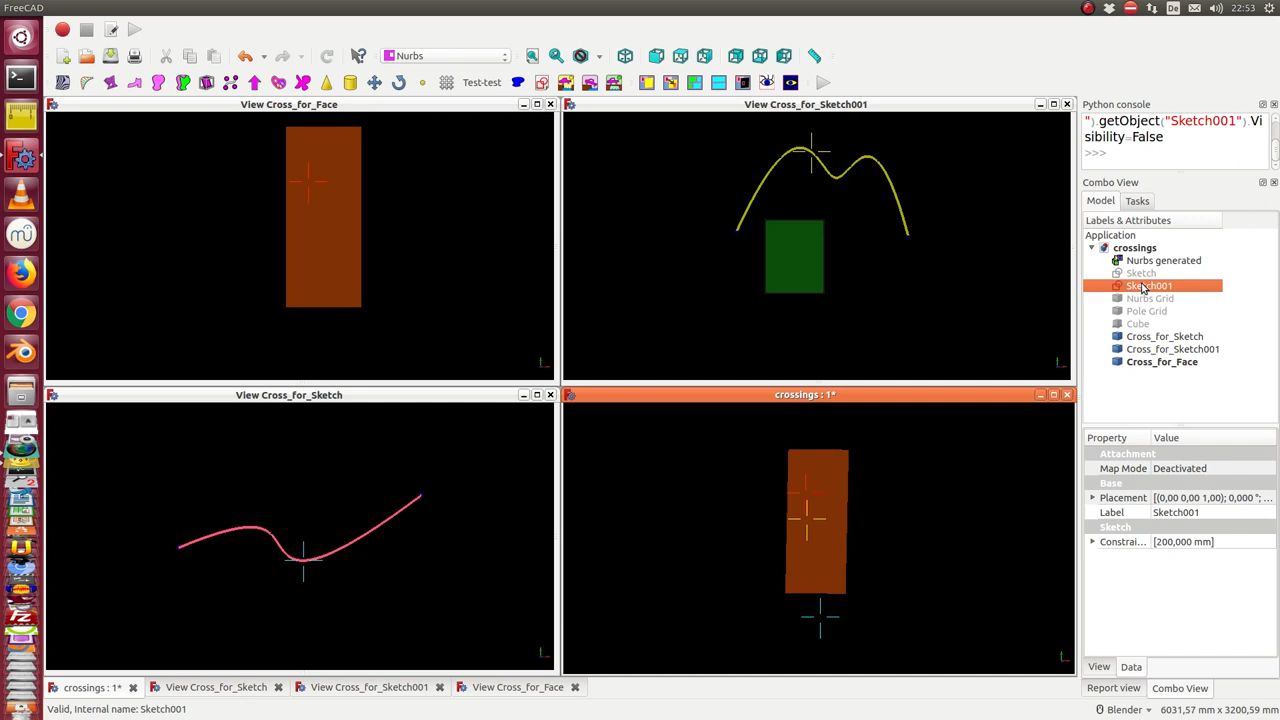 FreeCAD
De
22:53
Nurbs
Test-test
View Cross_for_Face
View Cross_for_Sketch001
View Cross_for_Sketch
crossings : 1*
Python console
").getObject("Sketch001").Vi
sibility=False
>>>
Combo View
Model
Tasks
Labels & Attributes
Application
crossings
Nurbs generated
Sketch
Sketch001
Nurbs Grid
Pole Grid
Cube
Cross_for_Sketch
Cross_for_Sketch001
Cross_for_Face
Property
Value
Attachment
Map Mode
Deactivated
Base
Placement
[(0,00 0,00 1,00); 0,000 °; ...
Label
Sketch001
Sketch
Constrai...
[200,000 mm]
View
Data
Report view
Combo View
crossings : 1*
View Cross_for_Sketch
View Cross_for_Sketch001
View Cross_for_Face
Valid, Internal name: Sketch001
Blender
6031,57 mm x 3200,59 mm